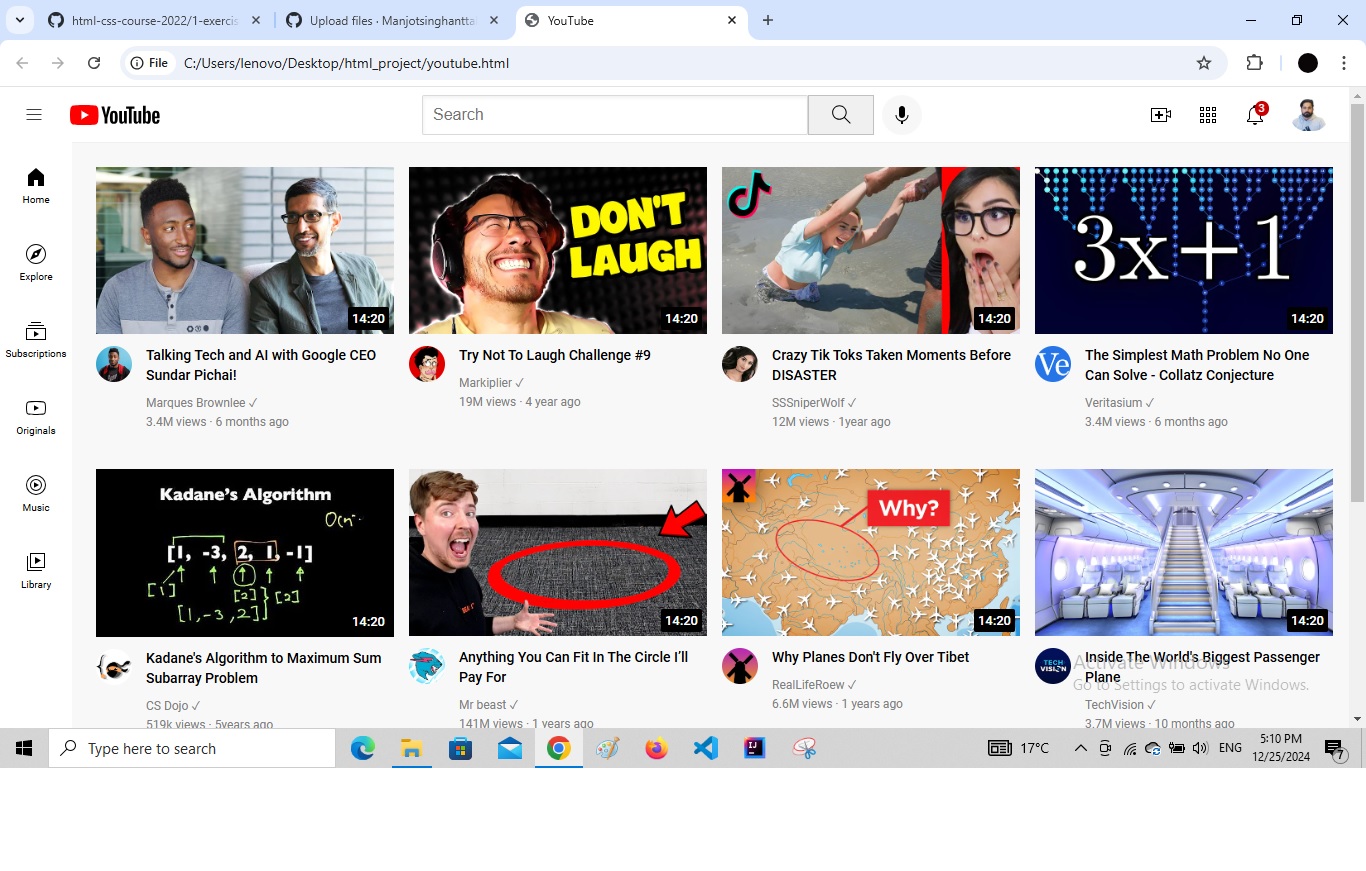 html-css-course-2022/1-exercis
Upload files · Manjotsinghantta
YouTube
File
C:/Users/lenovo/Desktop/html_project/youtube.html
YouTube
Search
3
Home
Explore
Subscriptions
Originals
Music
Library
14:20
DON'T
LAUGH
14:20
14:20
3x+1
14:20
Talking Tech and AI with Google CEO
Sundar Pichai!
Marques Brownlee ✓
3.4M views · 6 months ago
Try Not To Laugh Challenge #9
Markiplier ✓
19M views · 4 year ago
Crazy Tik Toks Taken Moments Before
DISASTER
SSSniperWolf ✓
12M views · 1year ago
Ve
The Simplest Math Problem No One
Can Solve - Collatz Conjecture
Veritasium ✓
3.4M views · 6 months ago
Kadane's Algorithm
[1, -3, 2, 1, -1]
[1] [2] [2]
[1,-3,2]
14:20
14:20
Why?
14:20
14:20
Kadane's Algorithm to Maximum Sum
Subarray Problem
CS Dojo ✓
519k views · 5years ago
Anything You Can Fit In The Circle I’ll
Pay For
Mr beast ✓
141M views · 1 years ago
Why Planes Don't Fly Over Tibet
RealLifeRoew ✓
6.6M views · 1 years ago
TECH
VISION
Inside The World's Biggest Passenger
Plane
TechVision ✓
3.7M views · 10 months ago
Activate Windows
Go to Settings to activate Windows.
Type here to search
17°C
ENG
5:10 PM
12/25/2024
7